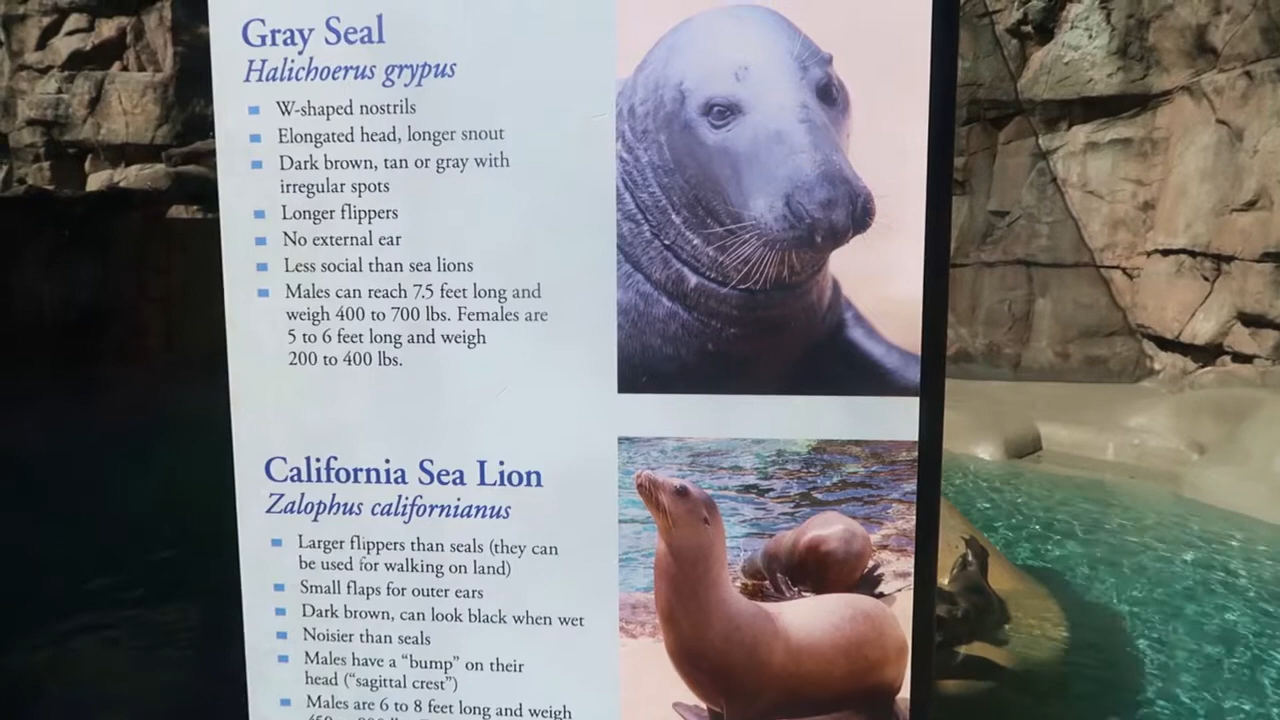 Gray Seal
Halichoerus grypus
W-shaped nostrils
Elongated head, longer snout
Dark brown, tan or gray with
irregular spots
Longer flippers
No external ear
Less social than sea lions
Males can reach 7.5 feet long and
weigh 400 to 700 lbs. Females are
5 to 6 feet long and weigh
200 to 400 lbs.
California Sea Lion
Zalophus californianus
Larger flippers than seals (they can
be used for walking on land)
Small flaps for outer ears
Dark brown, can look black when wet
Noisier than seals
Males have a “bump” on their
head (“sagittal crest”)
Males are 6 to 8 feet long and weigh